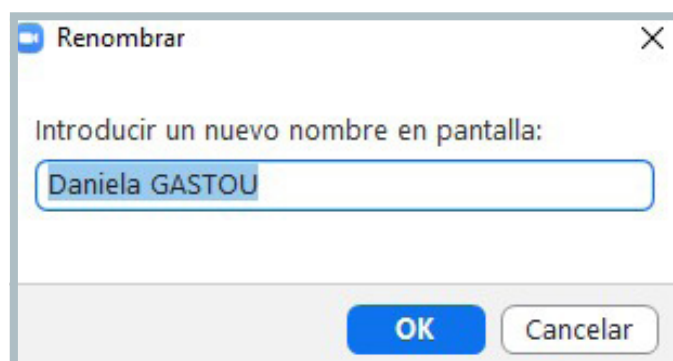 Renombrar
Introducir un nuevo nombre en pantalla:
Daniela GASTOU
OK Cancelar